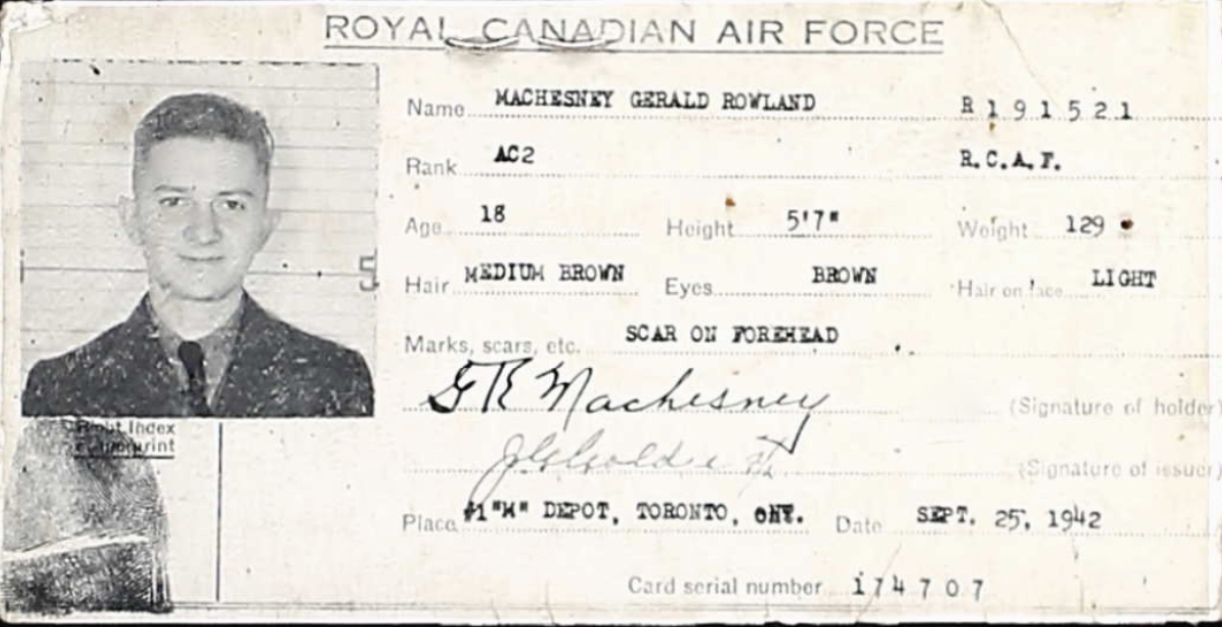 ROYAL CANADIAN AIR FORCE
Name MACHESNEY GERALD ROWLAND R191521
Rank AC2 R.C.A.F.
Age 18 Height 5'7" Weight 129
Hair MEDIUM BROWN Eyes BROWN Hair on face LIGHT
Marks, scars, etc. SCAR ON FOREHEAD
G R Machesney (Signature of holder)
(Signature of issuer)
Right Index
Place #1"M" DEPOT, TORONTO, ONT. Date SEPT. 25, 1942
Card serial number 174707